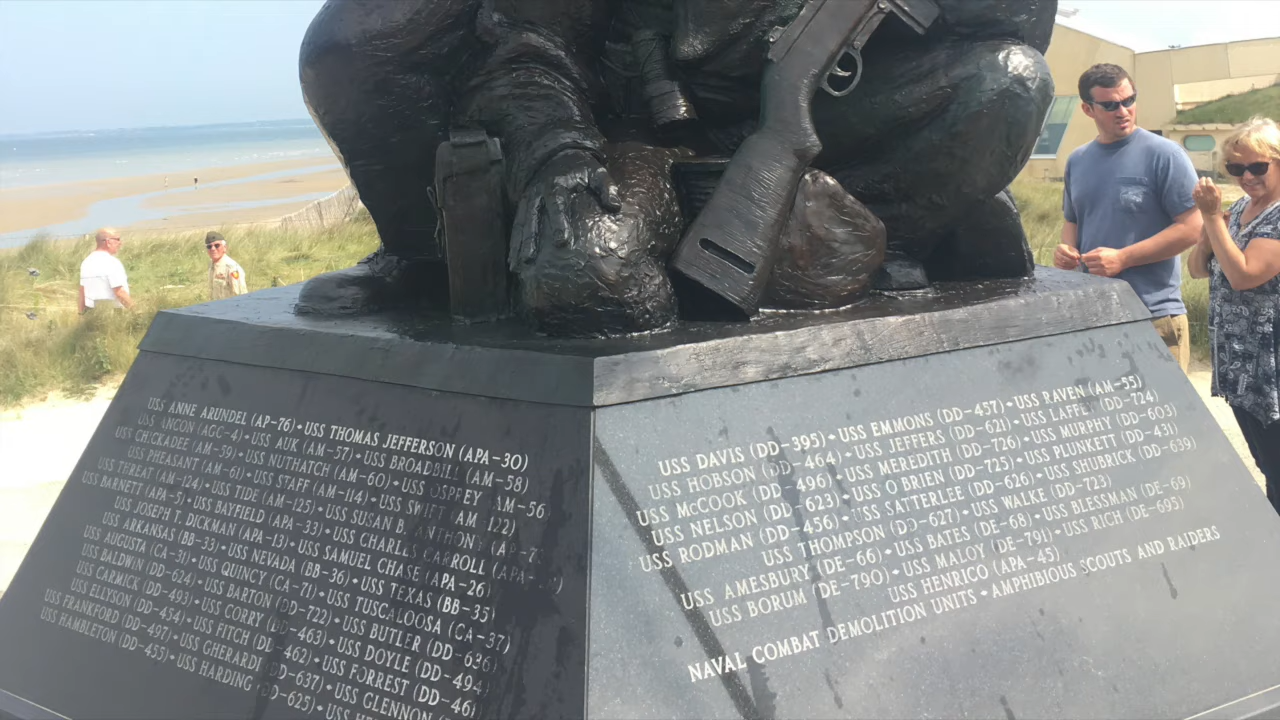 USS ANNE ARUNDEL (AP-76) • USS THOMAS JEFFERSON (APA-30)
USS ANCON (AGC-4) • USS AUK (AM-57) • USS BROADBILL (AM-58)
USS CHICKADEE (AM-59) • USS NUTHATCH (AM-60) • USS OSPREY (AM-56
USS PHEASANT (AM-61) • USS STAFF (AM-114) • USS SWIFT (AM-122)
USS THREAT (AM-124) • USS TIDE (AM-125) • USS SUSAN B. ANTHONY (AP-7
USS BARNETT (APA-5) • USS BAYFIELD (APA-33) • USS CHARLES CARROLL (APA-
USS JOSEPH T. DICKMAN (APA-13) • USS SAMUEL CHASE (APA-26)
USS ARKANSAS (BB-33) • USS NEVADA (BB-36) • USS TEXAS (BB-35)
USS AUGUSTA (CA-31) • USS QUINCY (CA-71) • USS TUSCALOOSA (CA-37)
USS BALDWIN (DD-624) • USS BARTON (DD-722) • USS BUTLER (DD-636)
USS CARMICK (DD-493) • USS CORRY (DD-463) • USS DOYLE (DD-494)
USS ELLYSON (DD-454) • USS FITCH (DD-462) • USS FORREST (DD-461
USS FRANKFORD (DD-497) • USS GHERARDI (DD-637) • USS GLENNON
USS HAMBLETON (DD-455) • USS HARDING (DD-625) • USS
USS DAVIS (DD-395) • USS EMMONS (DD-457) • USS RAVEN (AM-55)
USS HOBSON (DD-464) • USS JEFFERS (DD-621) • USS LAFFEY (DD-724)
USS McCOOK (DD-496) • USS MEREDITH (DD-726) • USS MURPHY (DD-603)
USS NELSON (DD-623) • USS O'BRIEN (DD-725) • USS PLUNKETT (DD-431)
USS RODMAN (DD-456) • USS SATTERLEE (DD-626) • USS SHUBRICK (DD-639)
USS THOMPSON (DD-627) • USS WALKE (DD-723)
USS AMESBURY (DE-66) • USS BATES (DE-68) • USS BLESSMAN (DE-69)
USS BORUM (DE-790) • USS MALOY (DE-791) • USS RICH (DE-695)
USS HENRICO (APA-45)
NAVAL COMBAT DEMOLITION UNITS • AMPHIBIOUS SCOUTS AND RAIDERS